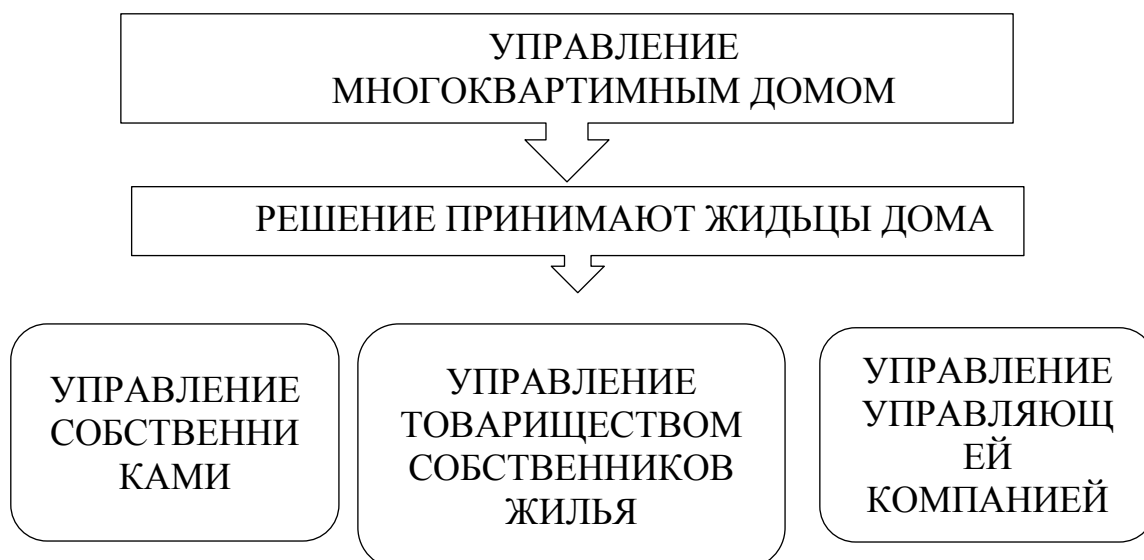 УПРАВЛЕНИЕ
МНОГОКВАРТИМНЫМ ДОМОМ
РЕШЕНИЕ ПРИНИМАЮТ ЖИДЬЦЫ ДОМА
УПРАВЛЕНИЕ
СОБСТВЕННИ
КАМИ
УПРАВЛЕНИЕ
ТОВАРИЩЕСТВОМ
СОБСТВЕННИКОВ
ЖИЛЬЯ
УПРАВЛЕНИЕ
УПРАВЛЯЮЩ
ЕЙ
КОМПАНИЕЙ